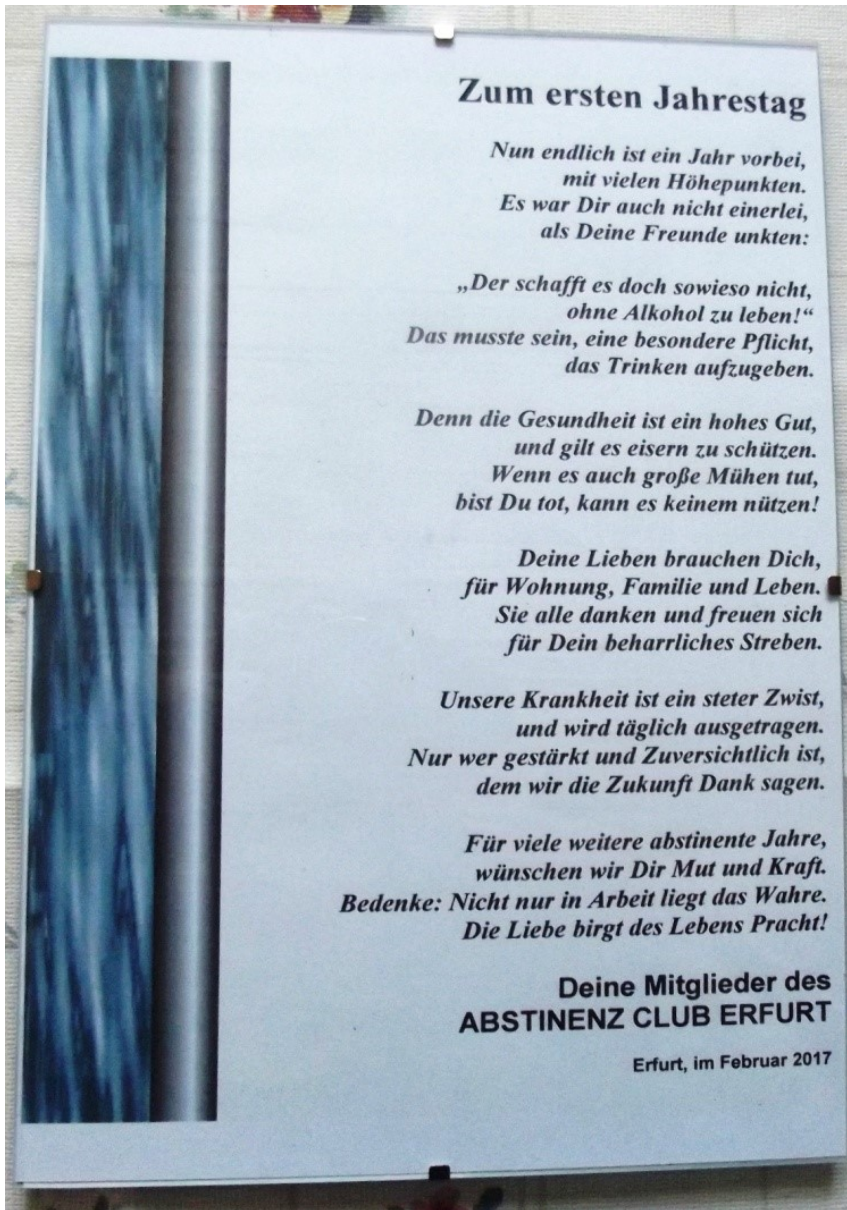 Zum ersten Jahrestag
Nun endlich ist ein Jahr vorbei,
mit vielen Höhepunkten.
Es war Dir auch nicht einerlei,
als Deine Freunde unkten:
„Der schafft es doch sowieso nicht,
ohne Alkohol zu leben!“
Das musste sein, eine besondere Pflicht,
das Trinken aufzugeben.
Denn die Gesundheit ist ein hohes Gut,
und gilt es eisern zu schützen.
Wenn es auch große Mühen tut,
bist Du tot, kann es keinem nützen!
Deine Lieben brauchen Dich,
für Wohnung, Familie und Leben.
Sie alle danken und freuen sich
für Dein beharrliches Streben.
Unsere Krankheit ist ein steter Zwist,
und wird täglich ausgetragen.
Nur wer gestärkt und Zuversichtlich ist,
dem wir die Zukunft Dank sagen.
Für viele weitere abstinente Jahre,
wünschen wir Dir Mut und Kraft.
Bedenke: Nicht nur in Arbeit liegt das Wahre.
Die Liebe birgt des Lebens Pracht!
Deine Mitglieder des
ABSTINENZ CLUB ERFURT
Erfurt, im Februar 2017